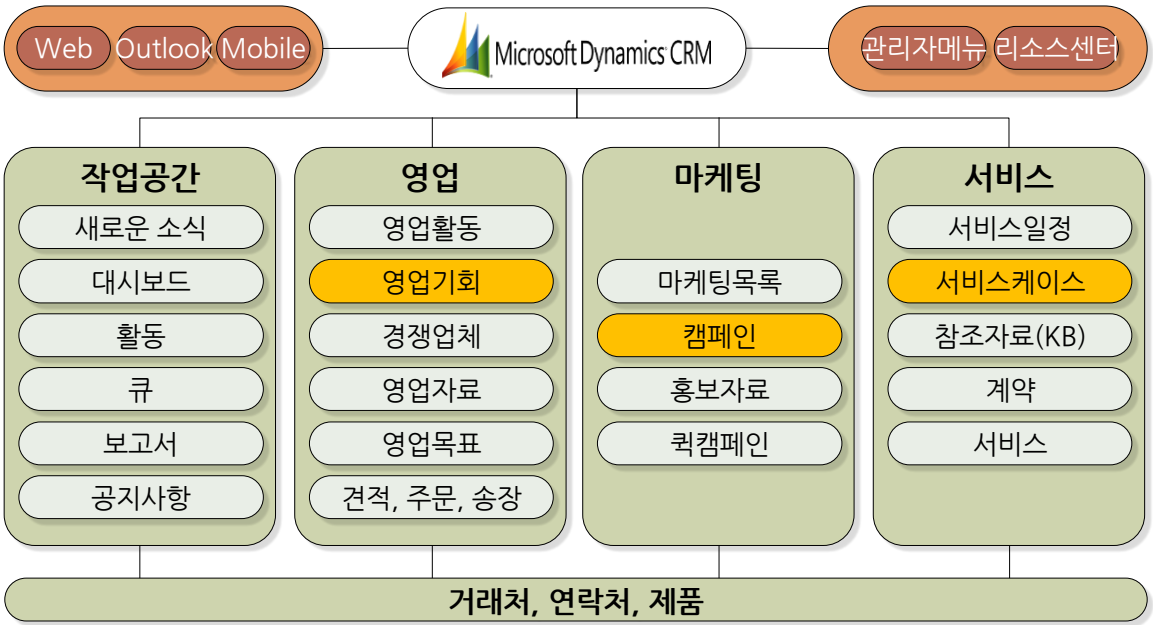 Web Outlook Mobile
Microsoft Dynamics CRM
관리자메뉴 리소스센터
작업공간
새로운 소식
대시보드
활동
큐
보고서
공지사항
영업
영업활동
영업기회
경쟁업체
영업자료
영업목표
견적, 주문, 송장
마케팅
마케팅목록
캠페인
홍보자료
퀵캠페인
서비스
서비스일정
서비스케이스
참조자료(KB)
계약
서비스
거래처, 연락처, 제품